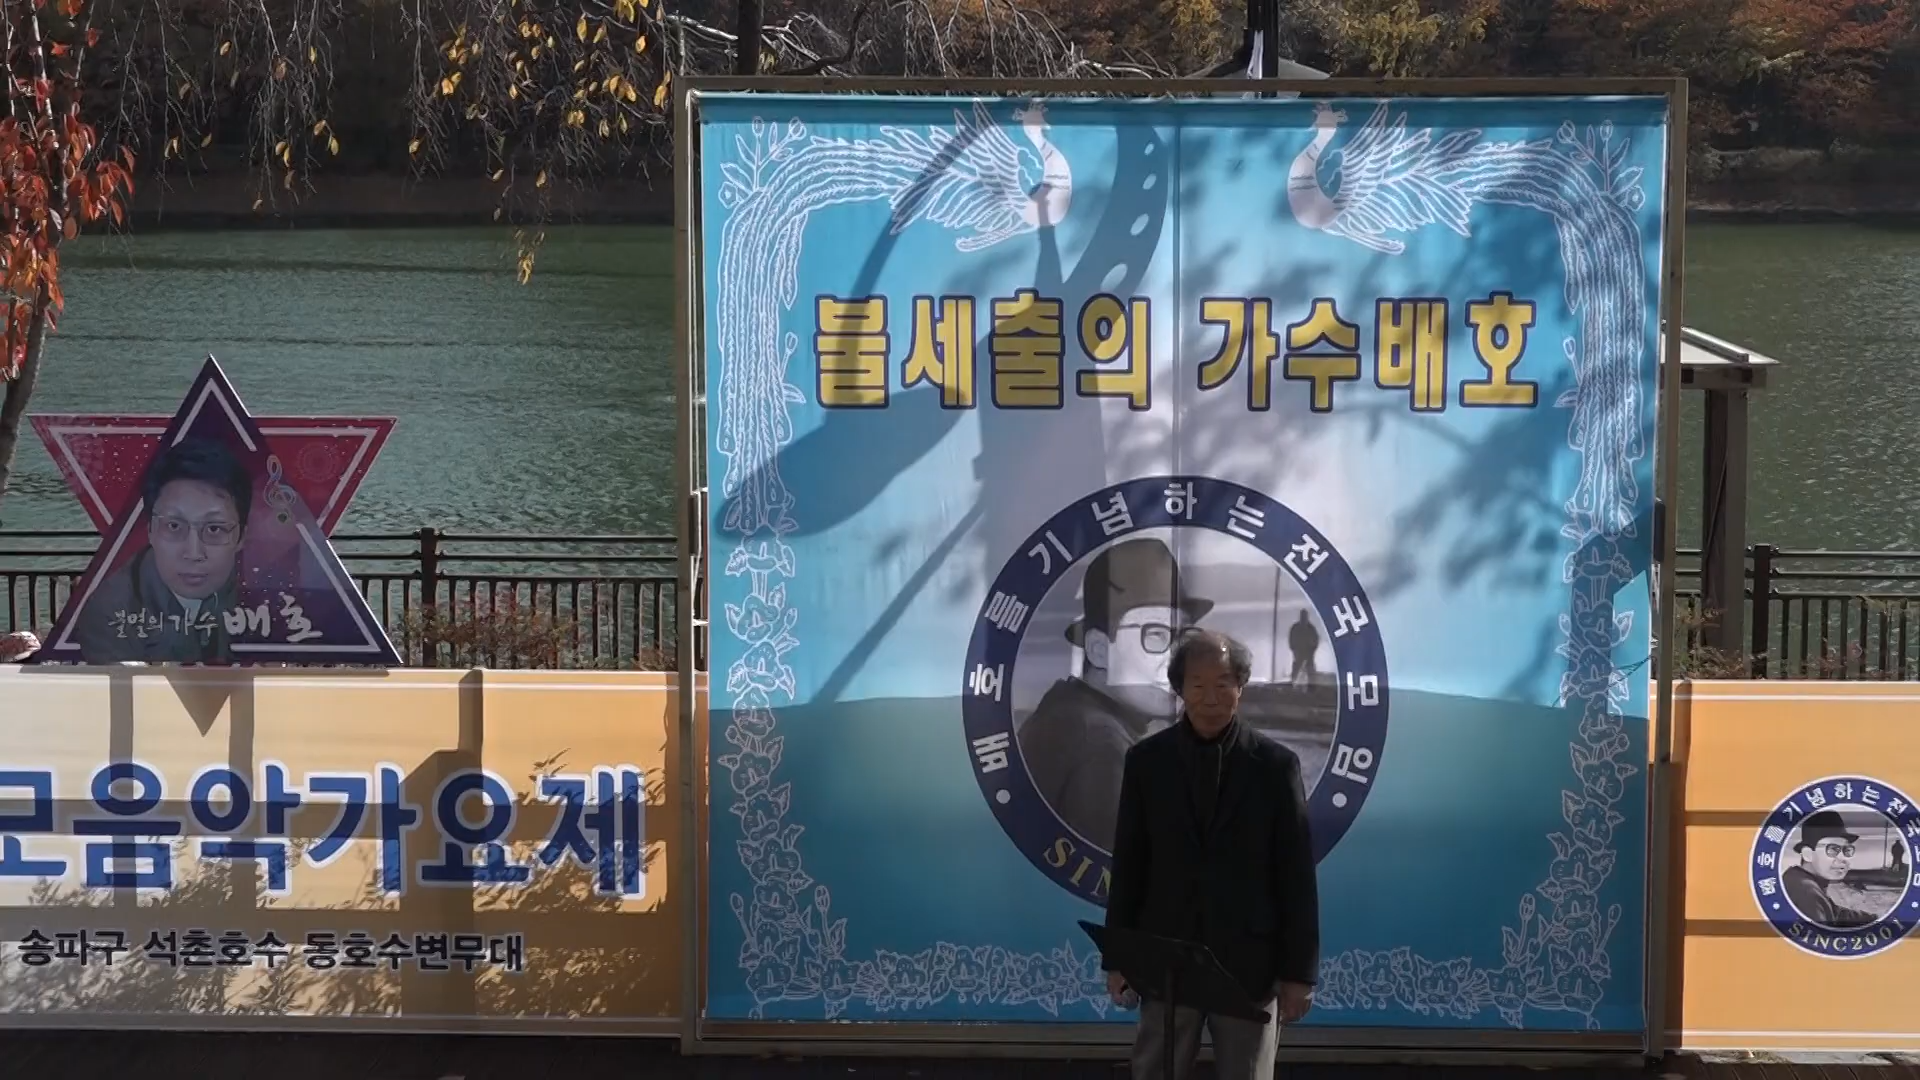 불세출의 가수배호
배호를기념하는전국모임
불멸의가수 배호
모음악가요제
송파구 석촌호수 동호수변무대
배호를기념하는전국모임
SINC2001